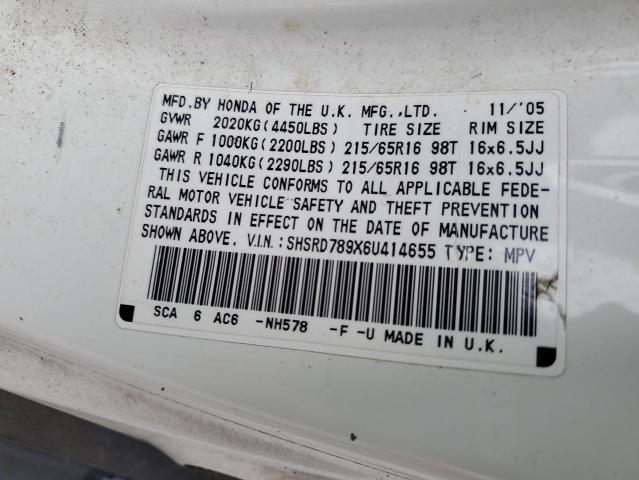 MFD.BY HONDA OF THE U.K. MFG.,LTD. 11/'05
GVWR 2020KG(4450LBS) TIRE SIZE RIM SIZE
GAWR F 1000KG(2200LBS) 215/65R16 98T 16x6.5JJ
GAWR R 1040KG(2290LBS) 215/65R16 98T 16x6.5JJ
THIS VEHICLE CONFORMS TO ALL APPLICABLE FEDE-
RAL MOTOR VEHICLE SAFETY AND THEFT PREVENTION
STANDARDS IN EFFECT ON THE DATE OF MANUFACTURE
SHOWN ABOVE. V.I.N.:SHSRD789X6U414655 TYPE: MPV
SCA 6 AC6 -NH578 -F -U MADE IN U.K.